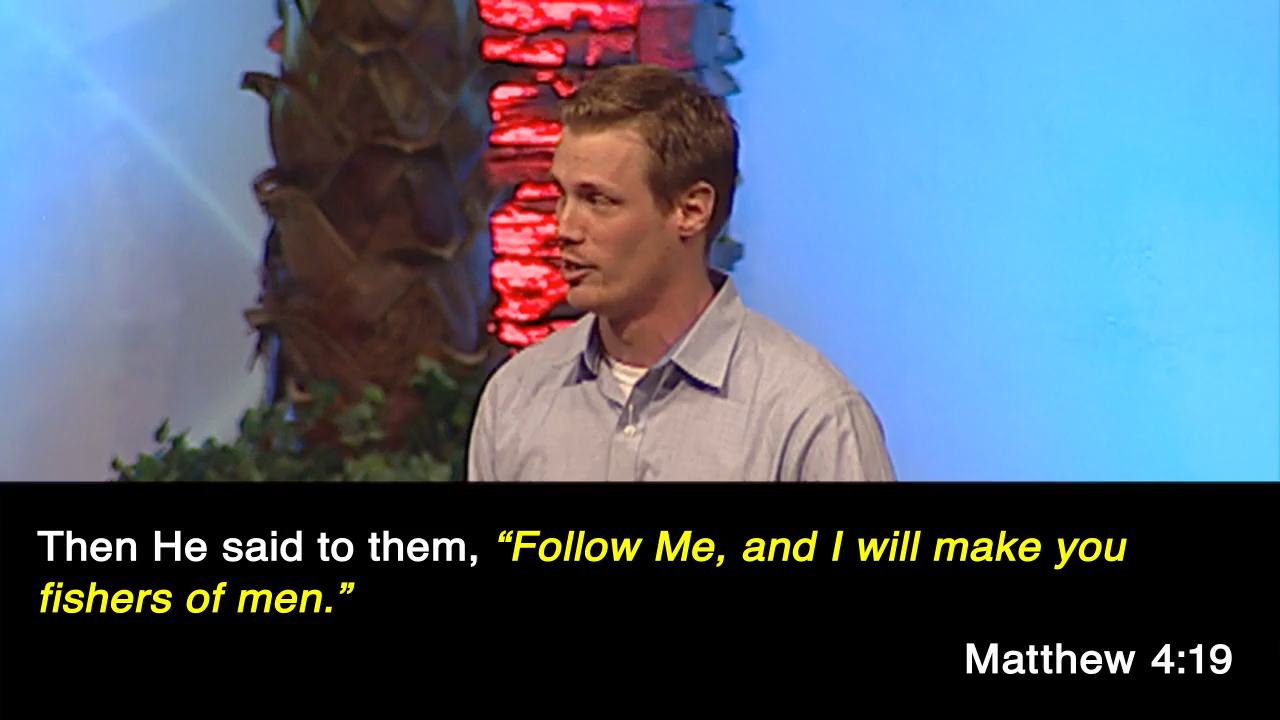 Then He said to them, “Follow Me, and I will make you
fishers of men.”
Matthew 4:19